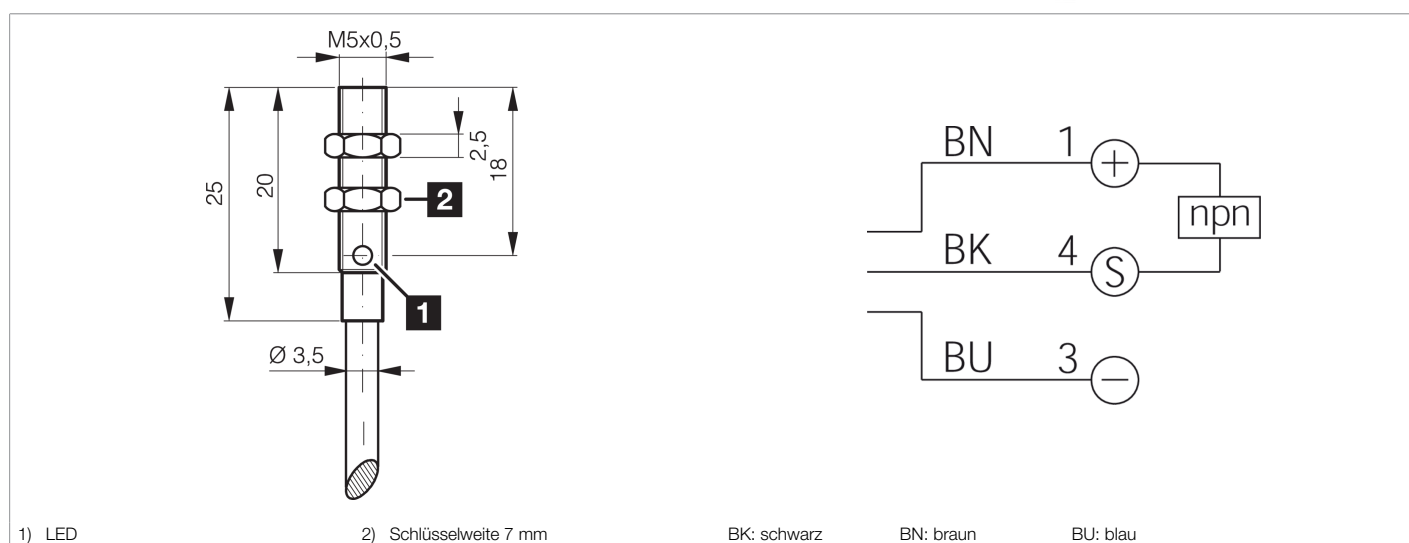 M5x0,5
25
20
2,5
18
2
1
Ø 3,5
BN 1 +
npn
BK 4 S
BU 3 −
1) LED
2) Schlüsselweite 7 mm
BK: schwarz
BN: braun
BU: blau